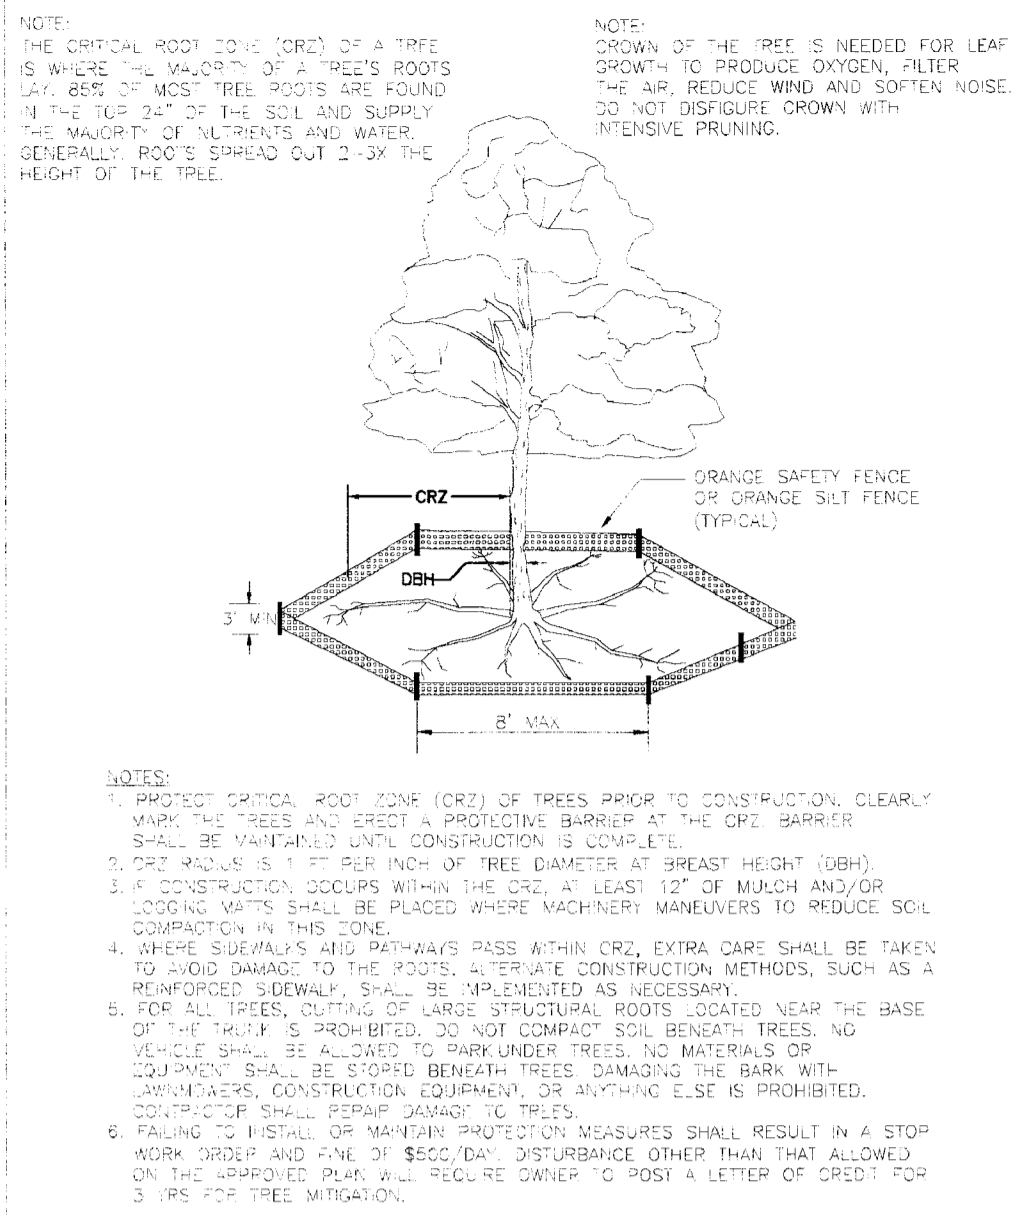 NOTE:
THE CRITICAL ROOT ZONE (CRZ) OF A TREE
IS WHERE THE MAJORITY OF A TREE'S ROOTS
LAY. 85% OF MOST TREE ROOTS ARE FOUND
IN THE TOP 24" OF THE SOIL AND SUPPLY
THE MAJORITY OF NUTRIENTS AND WATER.
GENERALLY, ROOTS SPREAD OUT 2-3X THE
HEIGHT OF THE TREE.
NOTE:
CROWN OF THE TREE IS NEEDED FOR LEAF
GROWTH TO PRODUCE OXYGEN, FILTER
THE AIR, REDUCE WIND AND SOFTEN NOISE.
DO NOT DISFIGURE CROWN WITH
INTENSIVE PRUNING.
ORANGE SAFETY FENCE
OR ORANGE SILT FENCE
(TYPICAL)
CRZ
DBH
3' MIN
8' MAX
NOTES:
1. PROTECT CRITICAL ROOT ZONE (CRZ) OF TREES PRIOR TO CONSTRUCTION. CLEARLY
MARK THE TREES AND ERECT A PROTECTIVE BARRIER AT THE CRZ. BARRIER
SHALL BE MAINTAINED UNTIL CONSTRUCTION IS COMPLETE.
2. CRZ RADIUS IS 1 FT PER INCH OF TREE DIAMETER AT BREAST HEIGHT (DBH).
3. IF CONSTRUCTION OCCURS WITHIN THE CRZ, AT LEAST 12" OF MULCH AND/OR
LOGGING MATTS SHALL BE PLACED WHERE MACHINERY MANEUVERS TO REDUCE SOIL
COMPACTION IN THIS ZONE.
4. WHERE SIDEWALKS AND PATHWAYS PASS WITHIN CRZ, EXTRA CARE SHALL BE TAKEN
TO AVOID DAMAGE TO THE ROOTS. ALTERNATE CONSTRUCTION METHODS, SUCH AS A
REINFORCED SIDEWALK, SHALL BE IMPLEMENTED AS NECESSARY.
5. FOR ALL TREES, CUTTING OF LARGE STRUCTURAL ROOTS LOCATED NEAR THE BASE
OF THE TRUNK IS PROHIBITED. DO NOT COMPACT SOIL BENEATH TREES. NO
VEHICLE SHALL BE ALLOWED TO PARK UNDER TREES. NO MATERIALS OR
EQUIPMENT SHALL BE STORED BENEATH TREES. DAMAGING THE BARK WITH
LAWNMOWERS, CONSTRUCTION EQUIPMENT, OR ANYTHING ELSE IS PROHIBITED.
CONTRACTOR SHALL REPAIR DAMAGE TO TREES.
6. FAILING TO INSTALL OR MAINTAIN PROTECTION MEASURES SHALL RESULT IN A STOP
WORK ORDER AND FINE OF $500/DAY. DISTURBANCE OTHER THAN THAT ALLOWED
ON THE APPROVED PLAN WILL REQUIRE OWNER TO POST A LETTER OF CREDIT FOR
3 YRS FOR TREE MITIGATION.